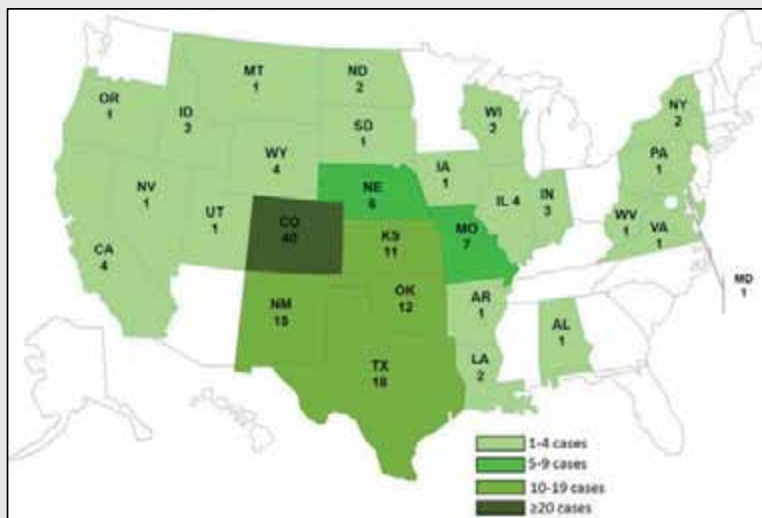 MT
1
ND
2
OR
1
ID
2
SD
1
WI
2
NY
2
WY
4
IA
1
PA
1
NE
6
NV
1
UT
1
CO
40
IL 4
IN
3
WV
1
VA
1
KS
11
MO
7
CA
4
MD
1
NM
15
OK
12
AR
1
AL
1
TX
18
LA
2
1-4 cases
5-9 cases
10-19 cases
≥20 cases